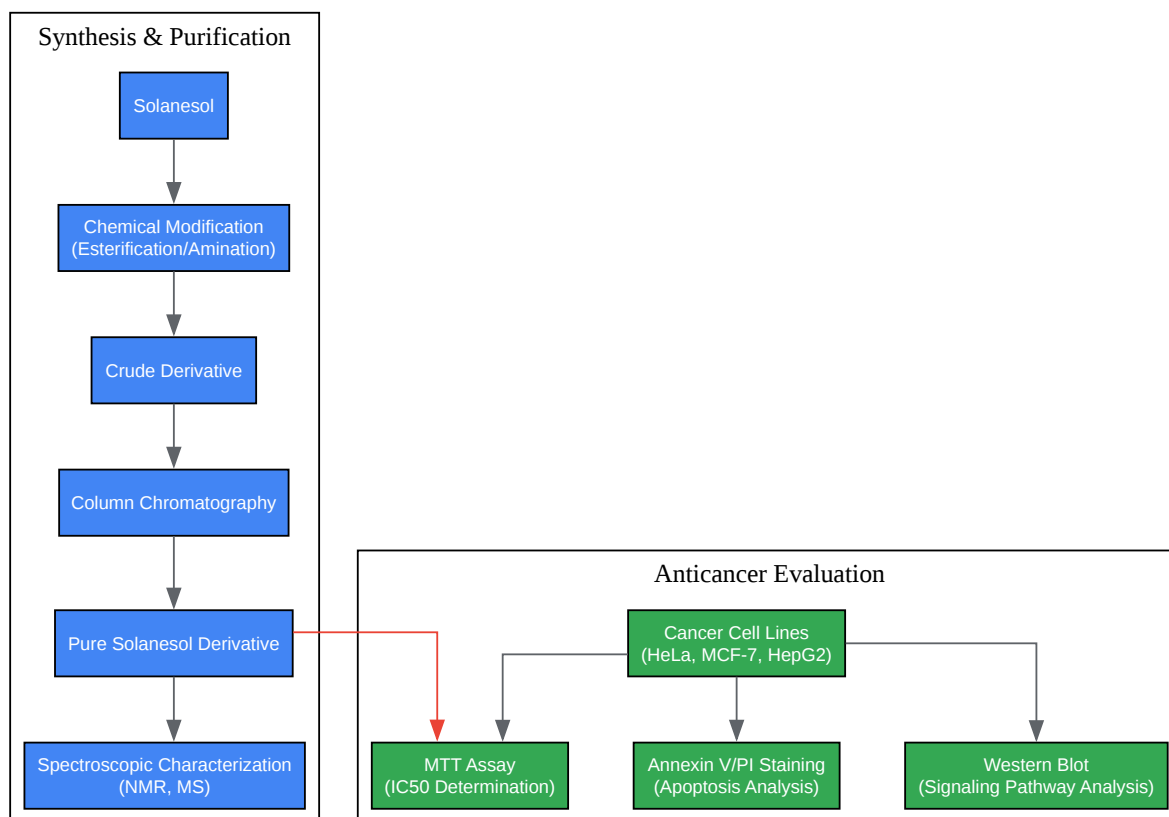 Synthesis & Purification
Solanesol
Chemical Modification
(Esterification/Amination)
Crude Derivative
Column Chromatography
Pure Solanesol Derivative
Spectroscopic Characterization
(NMR, MS)
Anticancer Evaluation
Cancer Cell Lines
(HeLa, MCF-7, HepG2)
MTT Assay
(IC50 Determination)
Annexin V/PI Staining
(Apoptosis Analysis)
Western Blot
(Signaling Pathway Analysis)